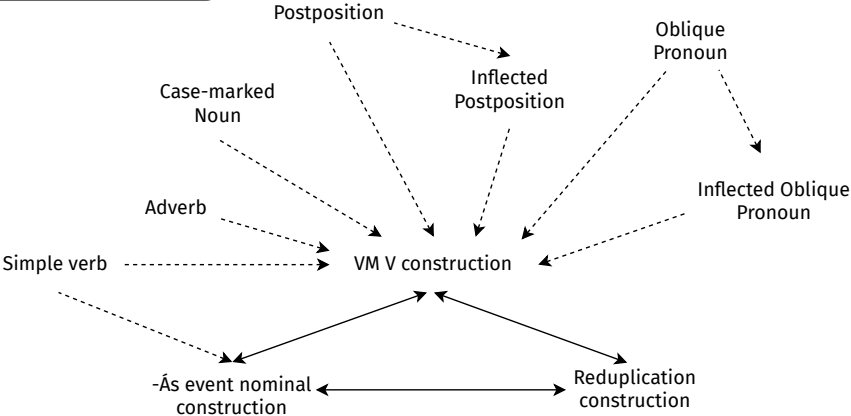 Postposition
Oblique
Pronoun
Inflected
Postposition
Case-marked
Noun
Inflected Oblique
Pronoun
Adverb
Simple verb
VM V construction
-Ás event nominal
construction
Reduplication
construction